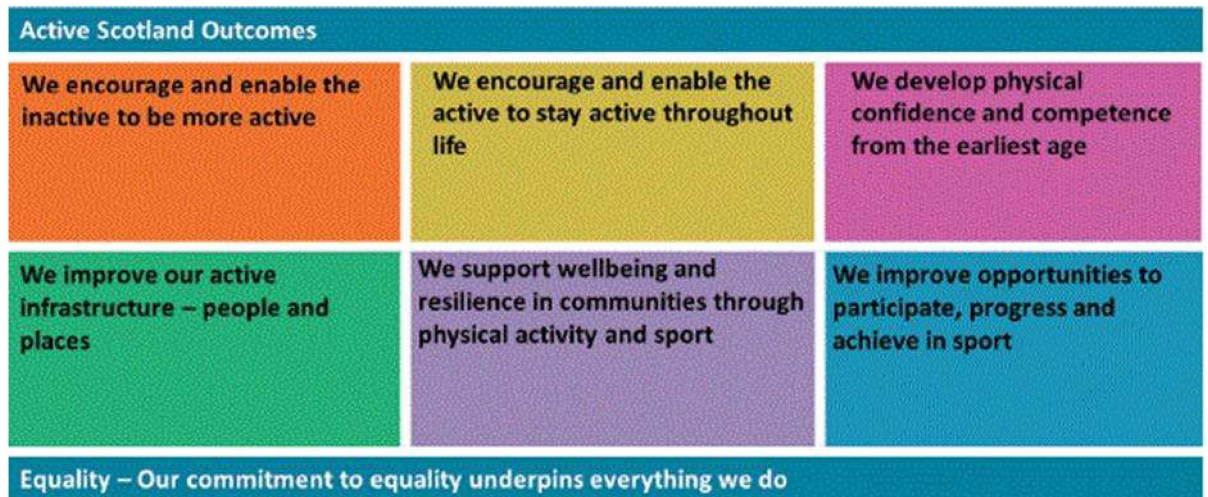 Active Scotland Outcomes
We encourage and enable the
inactive to be more active
We encourage and enable the
active to stay active throughout
life
We develop physical
confidence and competence
from the earliest age
We improve our active
infrastructure – people and
places
We support wellbeing and
resilience in communities through
physical activity and sport
We improve opportunities to
participate, progress and
achieve in sport
Equality – Our commitment to equality underpins everything we do